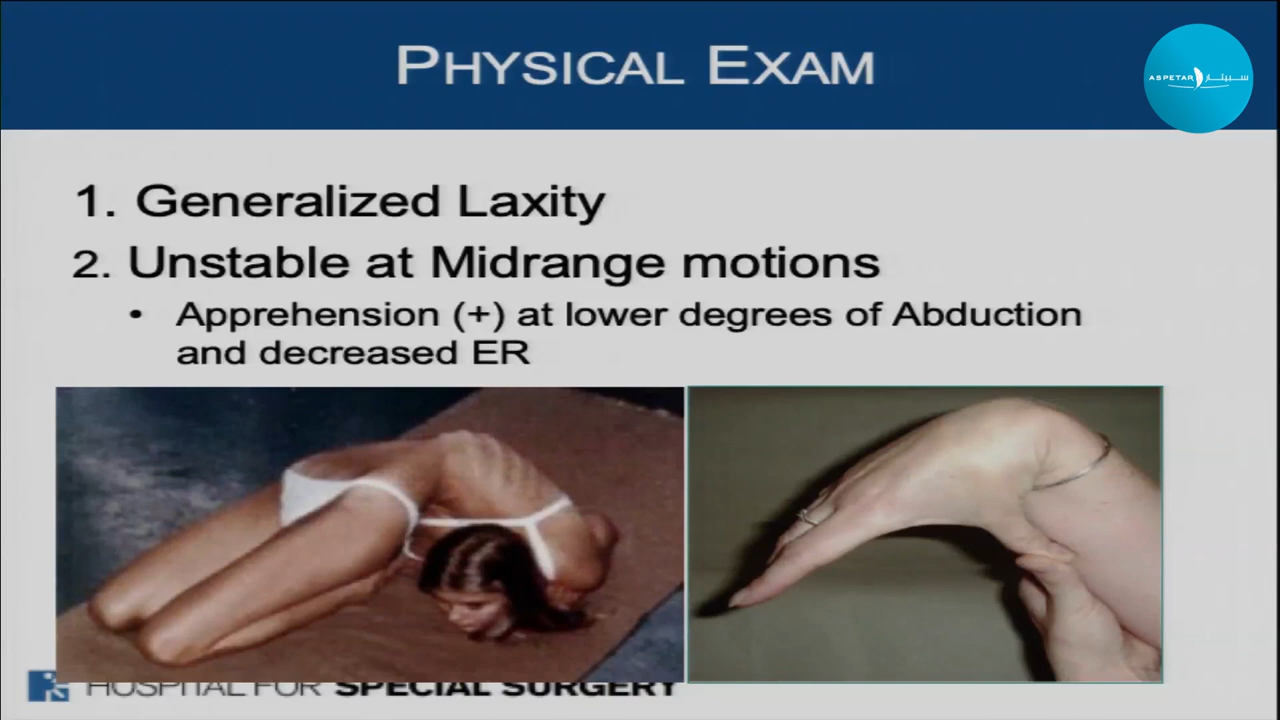 PHYSICAL EXAM
ASPETAR سبيتار
1. Generalized Laxity
2. Unstable at Midrange motions
• Apprehension (+) at lower degrees of Abduction
and decreased ER
HOSPITAL FOR SPECIAL SURGERY